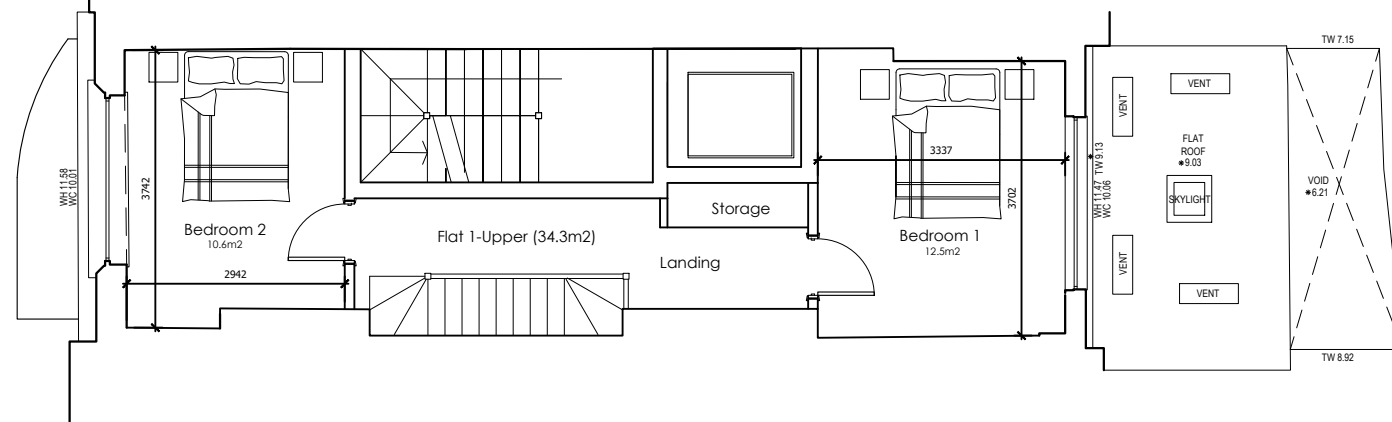 TW 7.15
VENT
VENT
FLAT
ROOF
*9.03
VOID
*6.21
SKYLIGHT
VENT
VENT
TW 8.92
WH 11.58
WC 10.01
3742
Bedroom 2
10.6m2
2942
Flat 1-Upper (34.3m2)
Storage
Landing
3337
3702
Bedroom 1
12.5m2
*TW 9.13
WH 11.47
WC 10.06